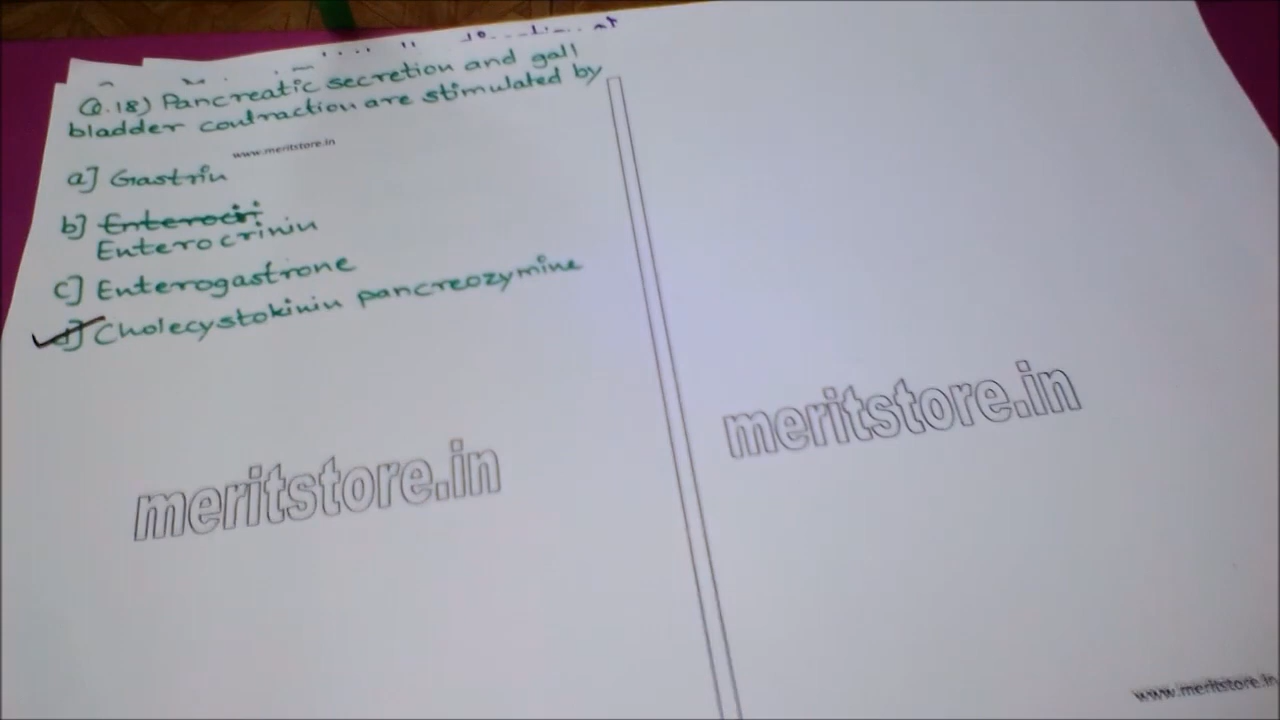 Q.18) Pancreatic secretion and gall
bladder contraction are stimulated by
www.meritstore.in
a] Gastrin
b] Enterocri
Enterocrinin
c] Enterogastrone
d] Cholecystokinin pancreozymine
meritstore.in
meritstore.in
www.meritstore.in